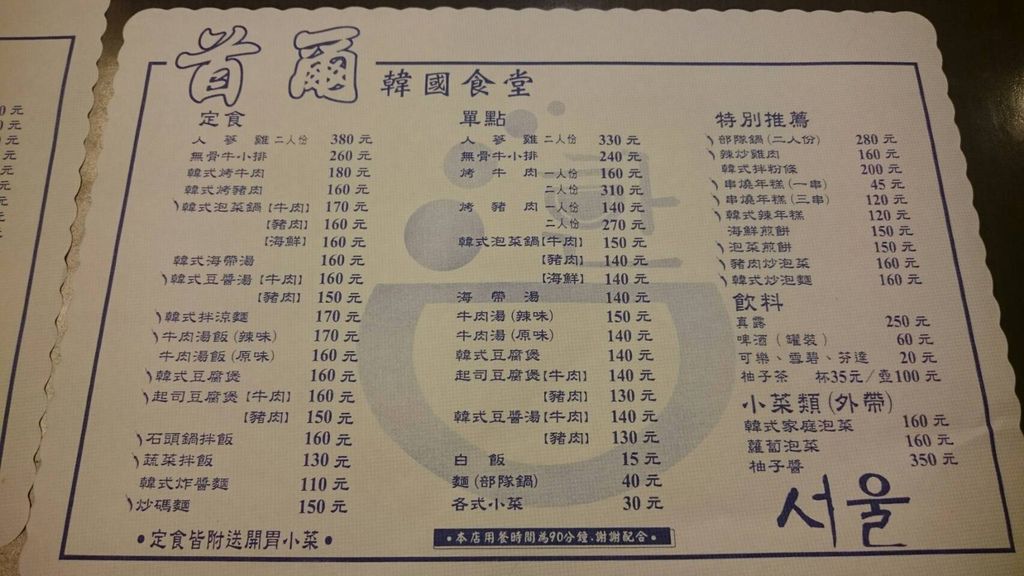 首爾 韓國食堂
定食
人蔘雞 二人份 380元
無骨牛小排 260元
韓式烤牛肉 180元
韓式烤豬肉 160元
韓式泡菜鍋【牛肉】 170元
【豬肉】 160元
【海鮮】 160元
韓式海帶湯 160元
韓式豆醬湯【牛肉】 160元
【豬肉】 150元
韓式拌涼麵 170元
牛肉湯飯(辣味) 170元
牛肉湯飯(原味) 160元
韓式豆腐煲 160元
起司豆腐煲【牛肉】 160元
【豬肉】 150元
石頭鍋拌飯 160元
蔬菜拌飯 130元
韓式炸醬麵 110元
炒碼麵 150元
•定食皆附送開胃小菜•
單點
人蔘雞 二人份 330元
無骨牛小排 240元
烤牛肉 一人份 160元
二人份 310元
烤豬肉 一人份 140元
二人份 270元
韓式泡菜鍋【牛肉】 150元
【豬肉】 140元
【海鮮】 140元
海帶湯 140元
牛肉湯(辣味) 150元
牛肉湯(原味) 140元
韓式豆腐煲 140元
起司豆腐煲【牛肉】 140元
【豬肉】 130元
韓式豆醬湯【牛肉】 140元
【豬肉】 130元
白飯 15元
麵(部隊鍋) 40元
各式小菜 30元
•本店用餐時間為90分鐘,謝謝配合•
特別推薦
部隊鍋(二人份) 280元
辣炒雞肉 160元
韓式拌粉條 200元
串燒年糕(一串) 45元
串燒年糕(三串) 120元
韓式辣年糕 120元
海鮮煎餅 150元
泡菜煎餅 150元
豬肉炒泡菜 160元
韓式炒泡麵 160元
飲料
真露 250元
啤酒(罐裝) 60元
可樂、雪碧、芬達 20元
柚子茶 杯35元/壺100元
小菜類(外帶)
韓式家庭泡菜 160元
蘿蔔泡菜 160元
柚子醬 350元
서울